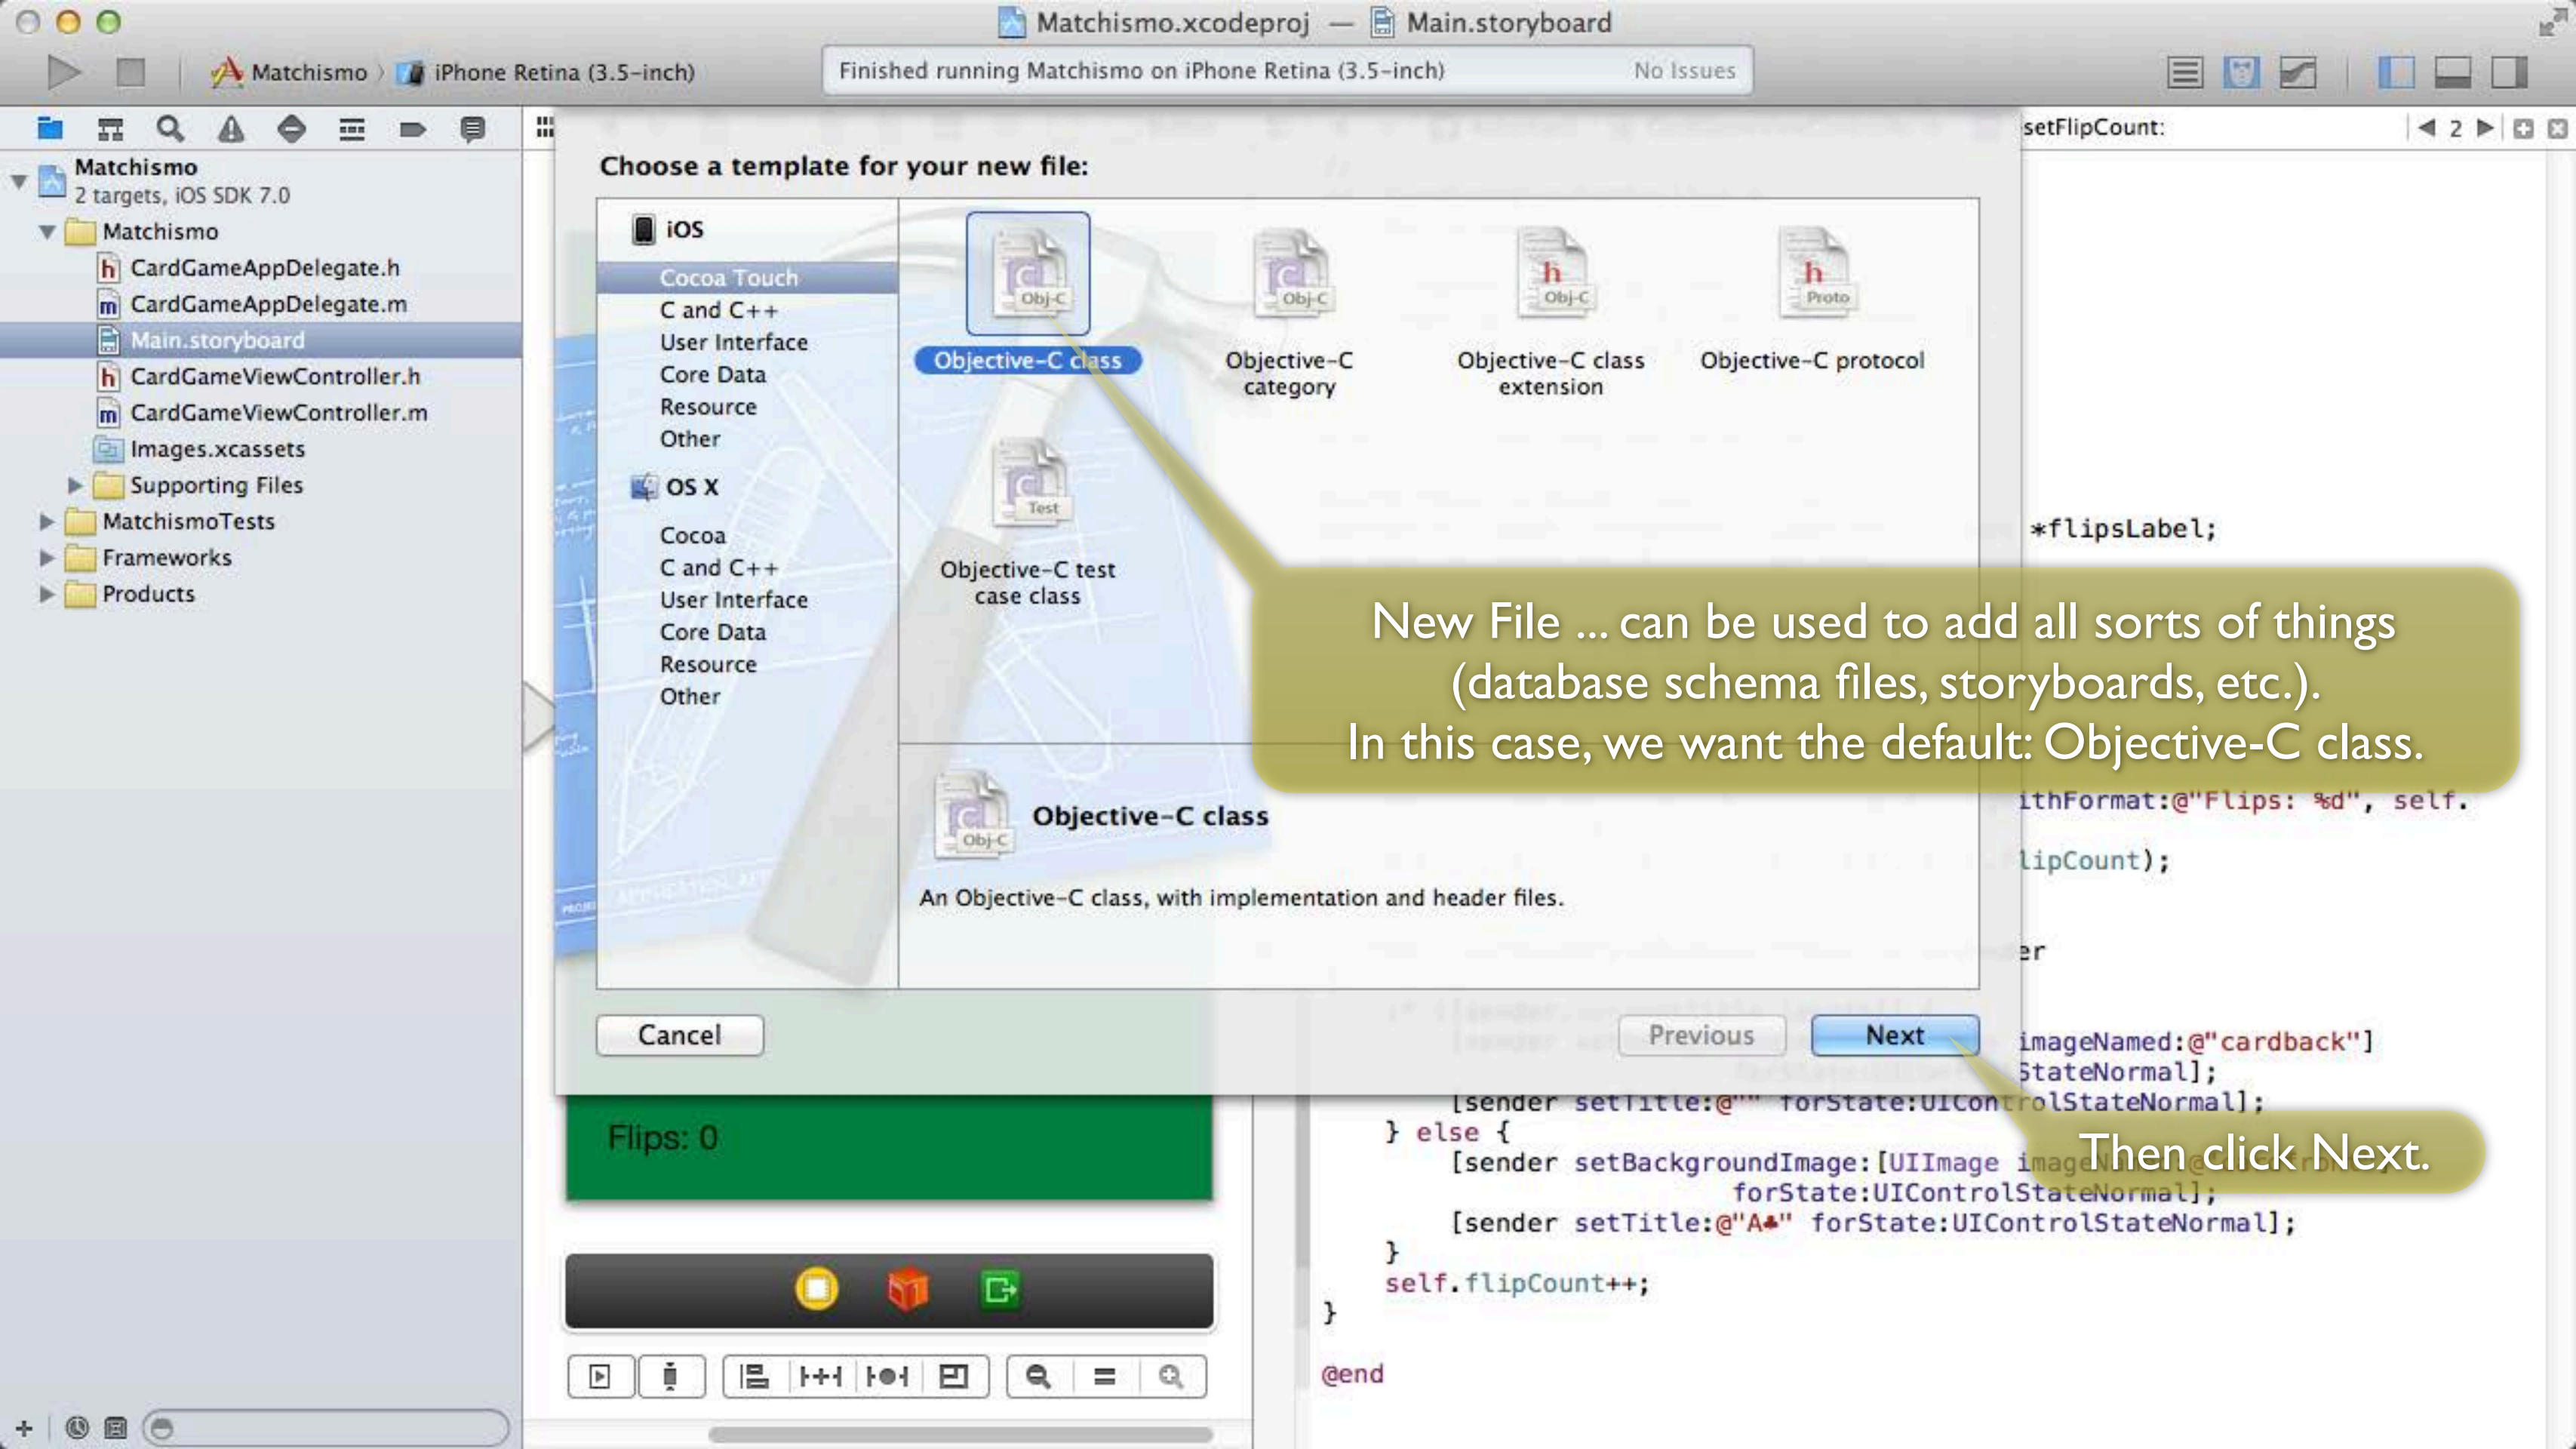 Matchismo.xcodeproj — Main.storyboard
Matchismo
iPhone Retina (3.5-inch)
Finished running Matchismo on iPhone Retina (3.5-inch)
No Issues
setFlipCount:
2
Matchismo
2 targets, iOS SDK 7.0
Matchismo
h CardGameAppDelegate.h
m CardGameAppDelegate.m
Main.storyboard
h CardGameViewController.h
m CardGameViewController.m
Images.xcassets
Supporting Files
MatchismoTests
Frameworks
Products
Choose a template for your new file:
iOS
Cocoa Touch
C and C++
User Interface
Core Data
Resource
Other
OS X
Cocoa
C and C++
User Interface
Core Data
Resource
Other
C Obj-C
Objective-C class
C Obj-C
Objective-C
category
h Obj-C
Objective-C class
extension
h Proto
Objective-C protocol
C Test
Objective-C test
case class
C Obj-C
Objective-C class
An Objective-C class, with implementation and header files.
Cancel
Previous
Next
New File ... can be used to add all sorts of things
(database schema files, storyboards, etc.).
In this case, we want the default: Objective-C class.
Then click Next.
*flipsLabel;
ithFormat:@"Flips: %d", self.
lipCount);
er
imageNamed:@"cardback"]
StateNormal];
[sender setTitle:@"" forState:UIControlStateNormal];
} else {
[sender setBackgroundImage:[UIImage
forState:UIControlStateNormal];
[sender setTitle:@"A♣" forState:UIControlStateNormal];
}
self.flipCount++;
}
@end
Flips: 0